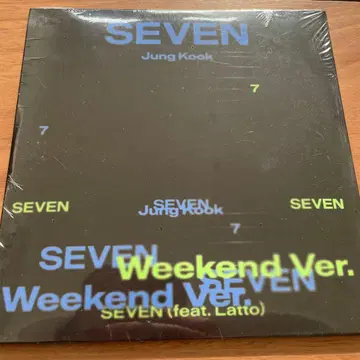 SEVEN
Jung Kook
7
7
SEVEN SEVEN SEVEN
Jung Kook
7
SEVEN
Weekend Ver.
SEVEN
Weekend Ver.
SEVEN (feat. Latto)